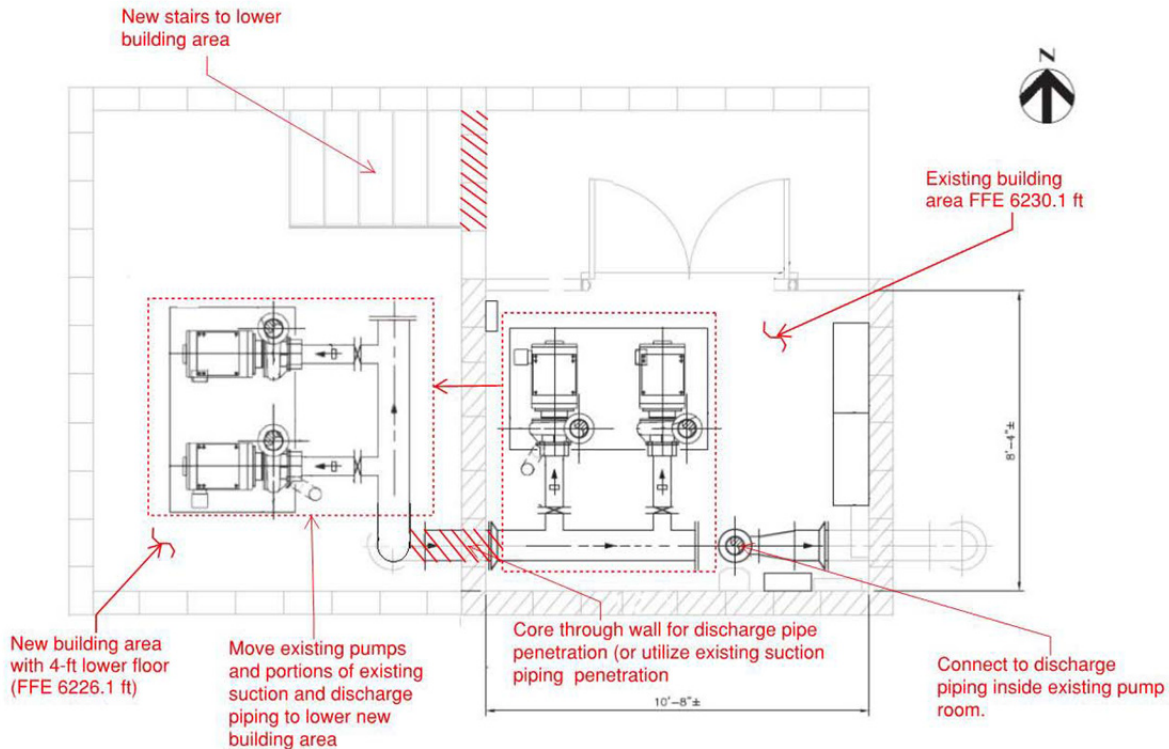 New stairs to lower
building area
N
Existing building
area FFE 6230.1 ft
8'-4"±
New building area
with 4-ft lower floor
(FFE 6226.1 ft)
Move existing pumps
and portions of existing
suction and discharge
piping to lower new
building area
Core through wall for discharge pipe
penetration (or utilize existing suction
piping penetration
10'-8"±
Connect to discharge
piping inside existing pump
room.